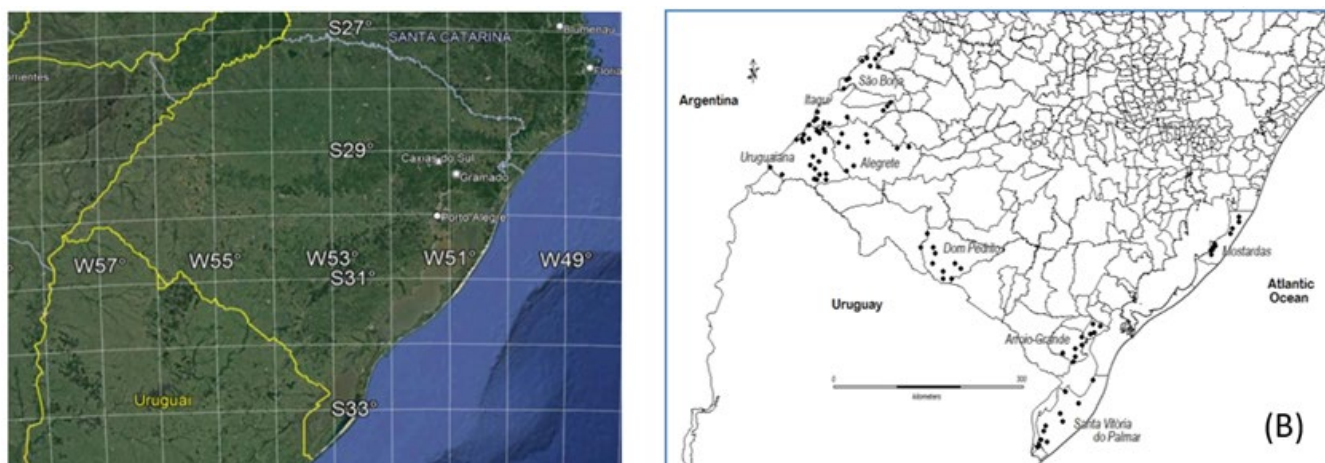 S27°
SANTA CATARINA
Blumenau
Floria
orrientes
S29°
Caxias do Sul
Gramado
Porto Alegre
W57°
W55°
W53°
W51°
W49°
S31°
Uruguai
S33°
São Borja
Argentina
Itaqui
Uruguaiana
Alegrete
Dom Pedrito
Mostardas
Atlantic
Ocean
Uruguay
Arroio-Grande
0
300
kilometers
Santa Vitória
do Palmar
(B)